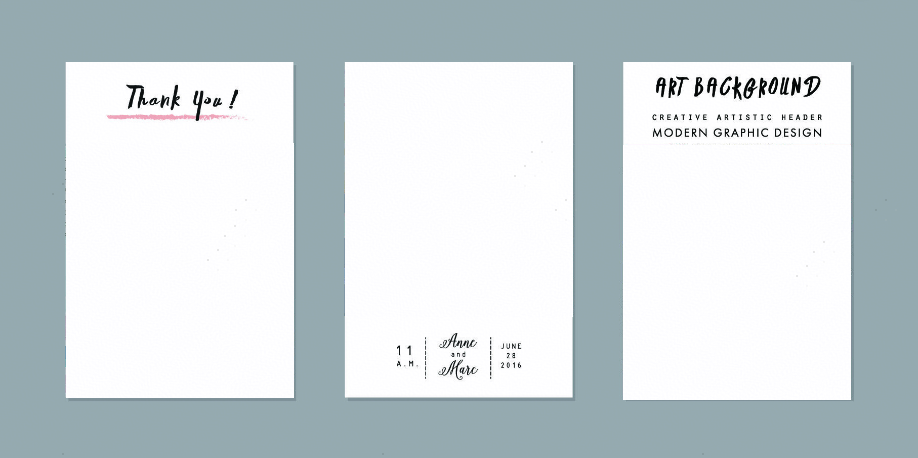 Thank you!
11
A.M.
Anne
and
Marc
JUNE
28
2016
ART BACKGROUND
CREATIVE ARTISTIC HEADER
MODERN GRAPHIC DESIGN